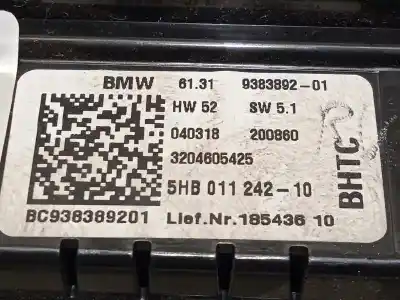 BMW 61.31 9383892-01
HW 52 SW 5.1
040318 200860
3204605425
5HB 011 242-10
BC938389201 Lief.Nr.185436 10
BHTC